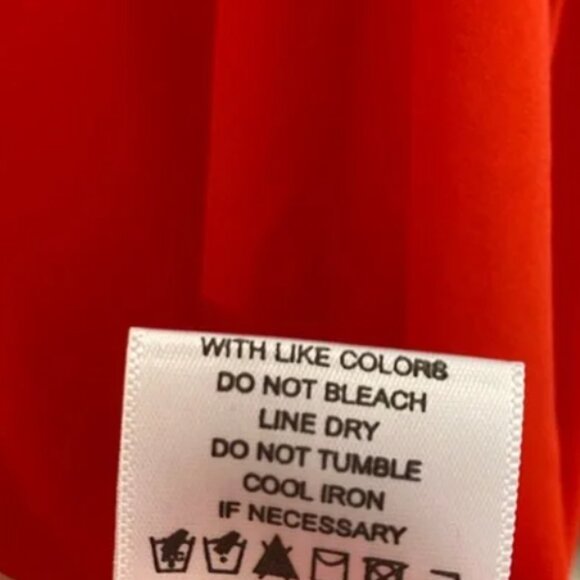 WITH LIKE COLORS
DO NOT BLEACH
LINE DRY
DO NOT TUMBLE
COOL IRON
IF NECESSARY